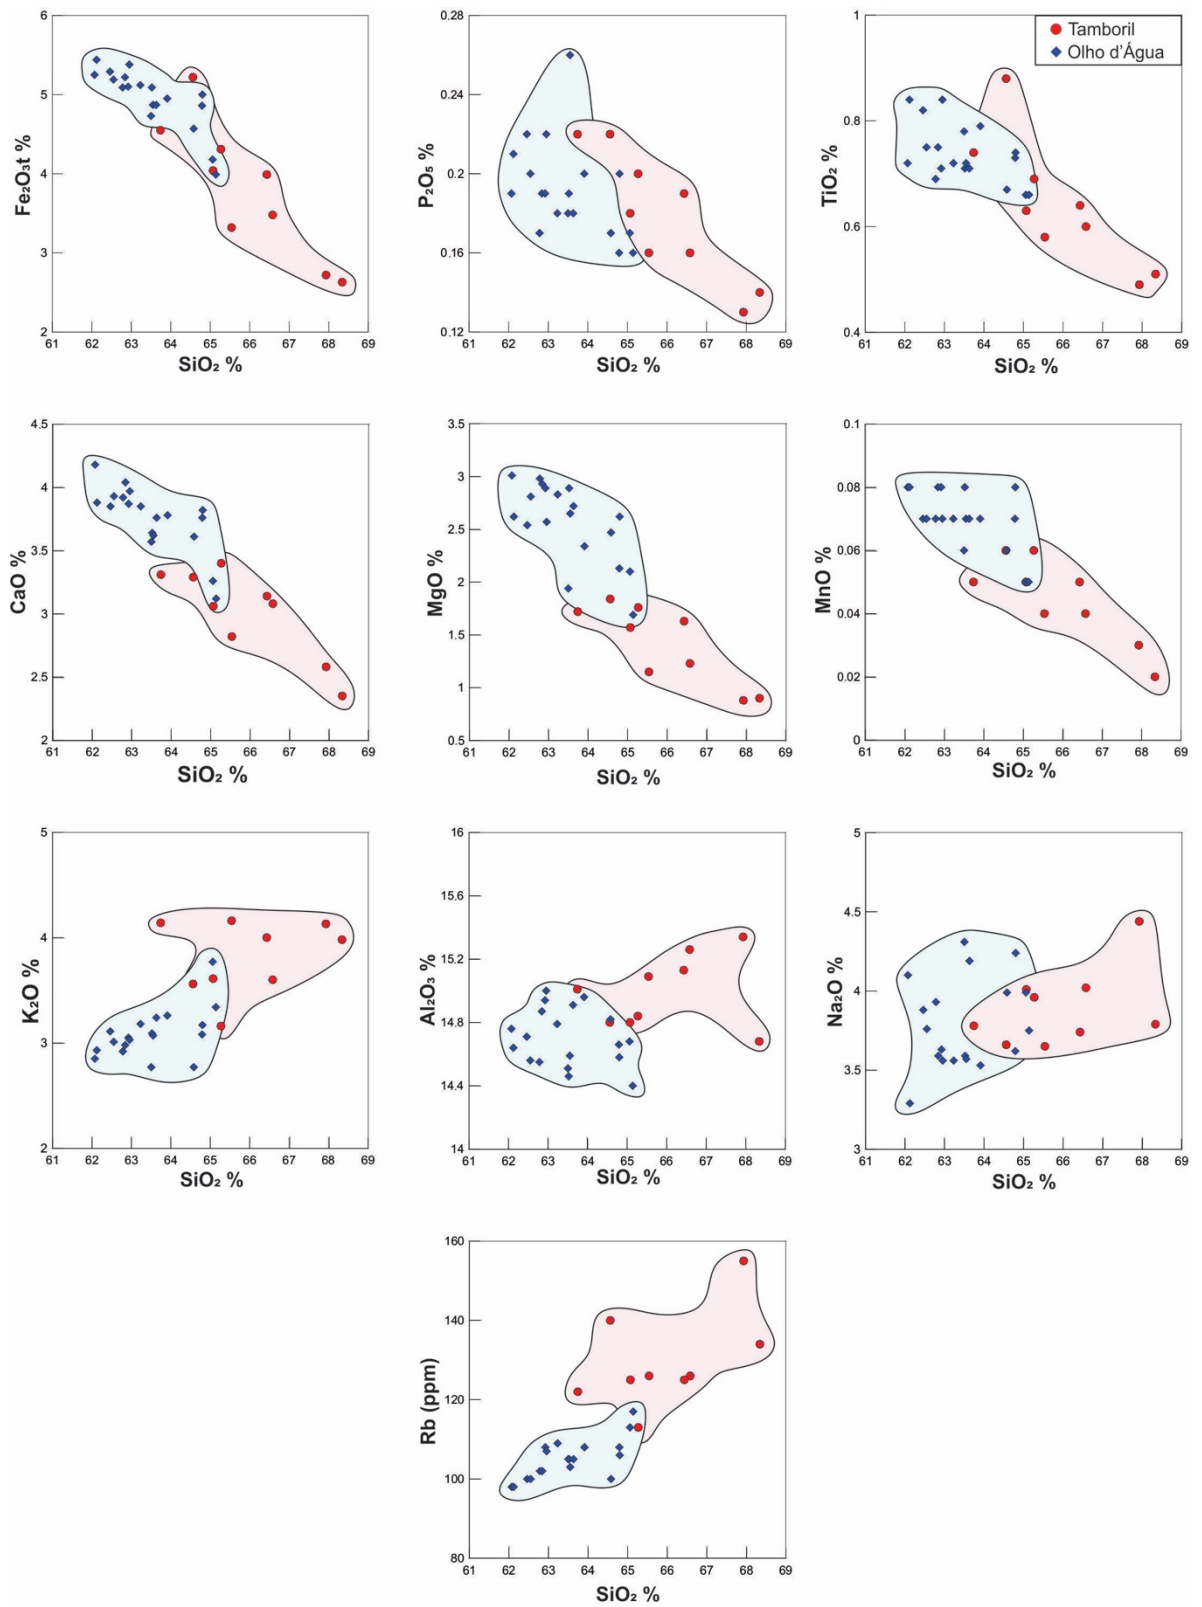 Fe₂O₃t %
6
5
4
3
2
61 62 63 64 65 66 67 68 69
SiO₂ %
P₂O₅ %
0.28
0.24
0.2
0.16
0.12
61 62 63 64 65 66 67 68 69
SiO₂ %
TiO₂ %
1
0.8
0.6
0.4
61 62 63 64 65 66 67 68 69
SiO₂ %
Tamboril
Olho d'Água
CaO %
4.5
4
3.5
3
2.5
2
61 62 63 64 65 66 67 68 69
SiO₂ %
MgO %
3.5
3
2.5
2
1.5
1
0.5
61 62 63 64 65 66 67 68 69
SiO₂ %
MnO %
0.1
0.08
0.06
0.04
0.02
0
61 62 63 64 65 66 67 68 69
SiO₂ %
K₂O %
5
4
3
2
61 62 63 64 65 66 67 68 69
SiO₂ %
Al₂O₃ %
16
15.6
15.2
14.8
14.4
14
61 62 63 64 65 66 67 68 69
SiO₂ %
Na₂O %
5
4.5
4
3.5
3
61 62 63 64 65 66 67 68 69
SiO₂ %
Rb (ppm)
160
140
120
100
80
61 62 63 64 65 66 67 68 69
SiO₂ %